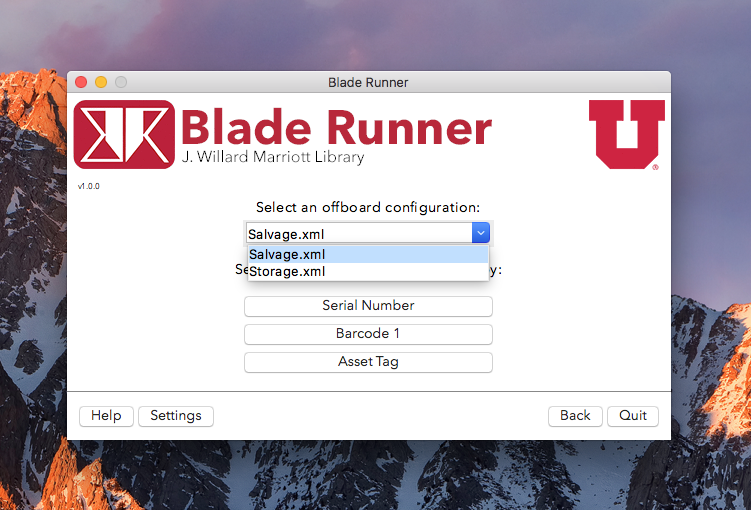 Blade Runner
Blade Runner
J. Willard Marriott Library
®
v1.0.0
Select an offboard configuration:
Salvage.xml
Salvage.xml
Storage.xml
Serial Number
Barcode 1
Asset Tag
Help
Settings
Back
Quit